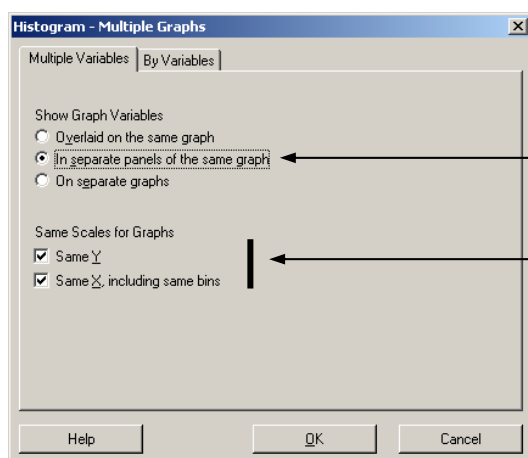 Histogram - Multiple Graphs
Multiple Variables By Variables
Show Graph Variables
Overlaid on the same graph
In separate panels of the same graph
On separate graphs
Same Scales for Graphs
Same Y
Same X, including same bins
Help OK Cancel